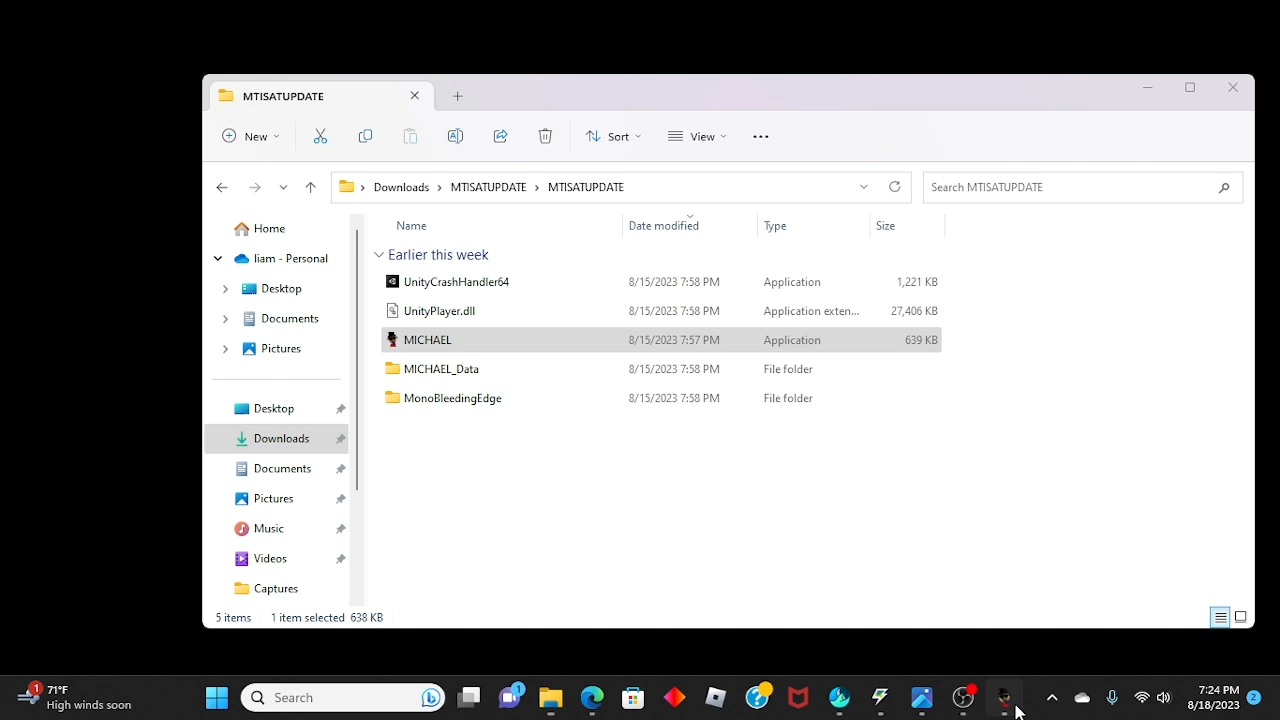 MTISATUPDATE
New
Sort
View
Downloads > MTISATUPDATE > MTISATUPDATE
Search MTISATUPDATE
Name Date modified Type Size
Earlier this week
UnityCrashHandler64 8/15/2023 7:58 PM Application 1,221 KB
UnityPlayer.dll 8/15/2023 7:58 PM Application exten... 27,406 KB
MICHAEL 8/15/2023 7:57 PM Application 639 KB
MICHAEL_Data 8/15/2023 7:58 PM File folder
MonoBleedingEdge 8/15/2023 7:58 PM File folder
Home
liam - Personal
Desktop
Documents
Pictures
Desktop
Downloads
Documents
Pictures
Music
Videos
Captures
5 items 1 item selected 638 KB
1
71°F
High winds soon
Search
1
7:24 PM
8/18/2023
2